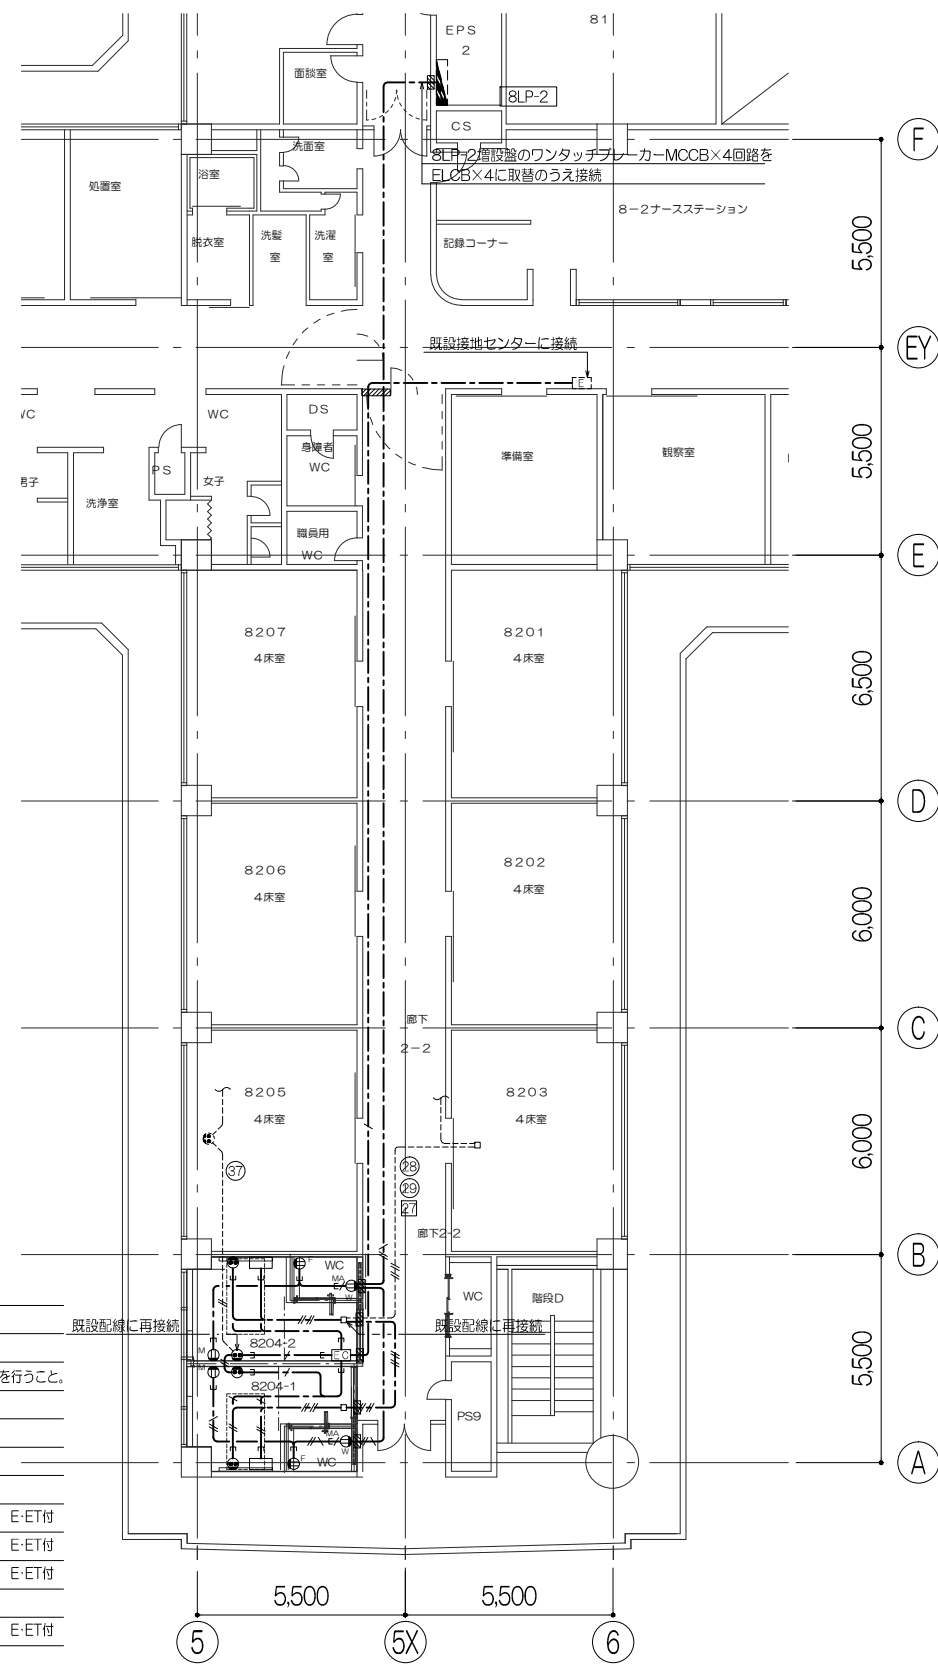 81
EPS
2
面談室
8LP-2
CS
洗面室
F
8LP-2増設盤のワンタッチブレーカーMCCB×4回路を
ELCB×4に取替のうえ接続
処置室
浴室
8-2ナースステーション
脱衣室
洗髪
室
洗濯
室
記録コーナー
5,500
既設接地センターに接続
EY
E
WC
WC
DS
身障者
WC
準備室
観察室
5,500
PS
男子
女子
洗浄室
職員用
WC
E
8207
4床室
8201
4床室
6,500
D
8206
4床室
8202
4床室
6,000
廊下
2-2
C
8205
4床室
8203
4床室
6,000
37
28
29
27
廊下2-2
B
F
WC
MA
E
W
WC
階段D
既設配線に再接続
既設配線に再接続
8204-2
M
EC
5,500
を行うこと。
M
8204-1
PS9
MA
E
W
F
WC
A
E・ET付
E・ET付
E・ET付
5,500
5,500
E・ET付
5
5X
6